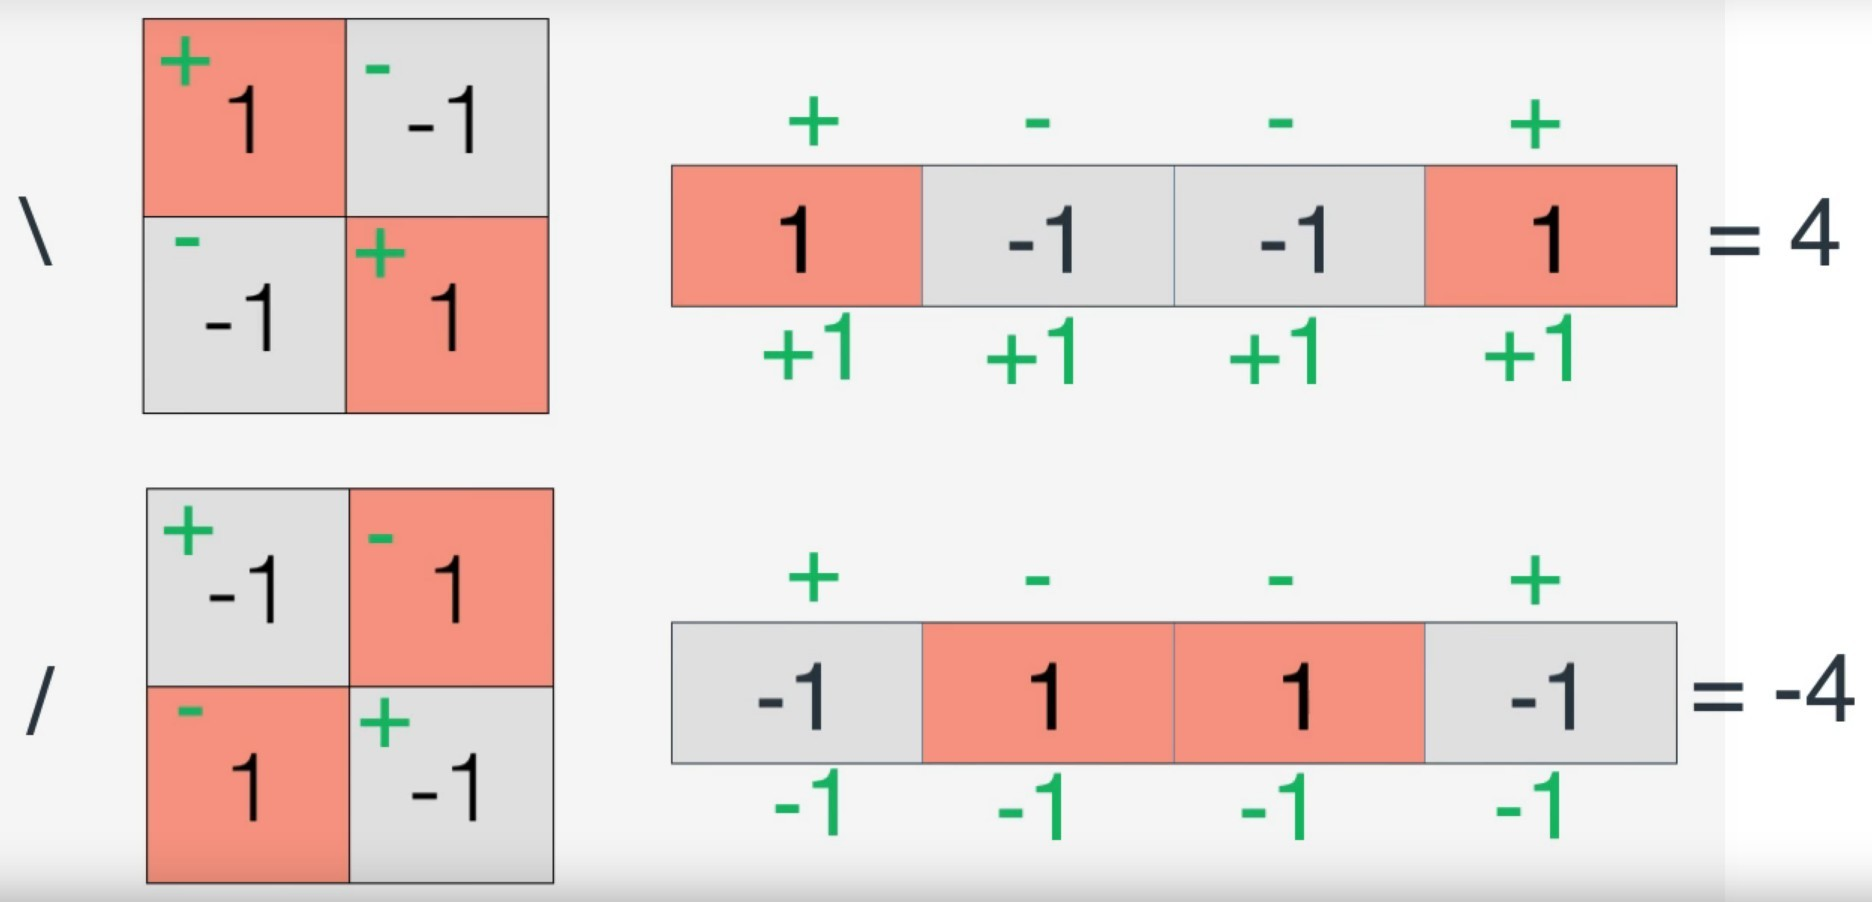 + 1 - -1
\
- -1 + 1
+ - - +
1 -1 -1 1 = 4
+1 +1 +1 +1
+ -1 - 1
/
- 1 + -1
+ - - +
-1 1 1 -1 = -4
-1 -1 -1 -1